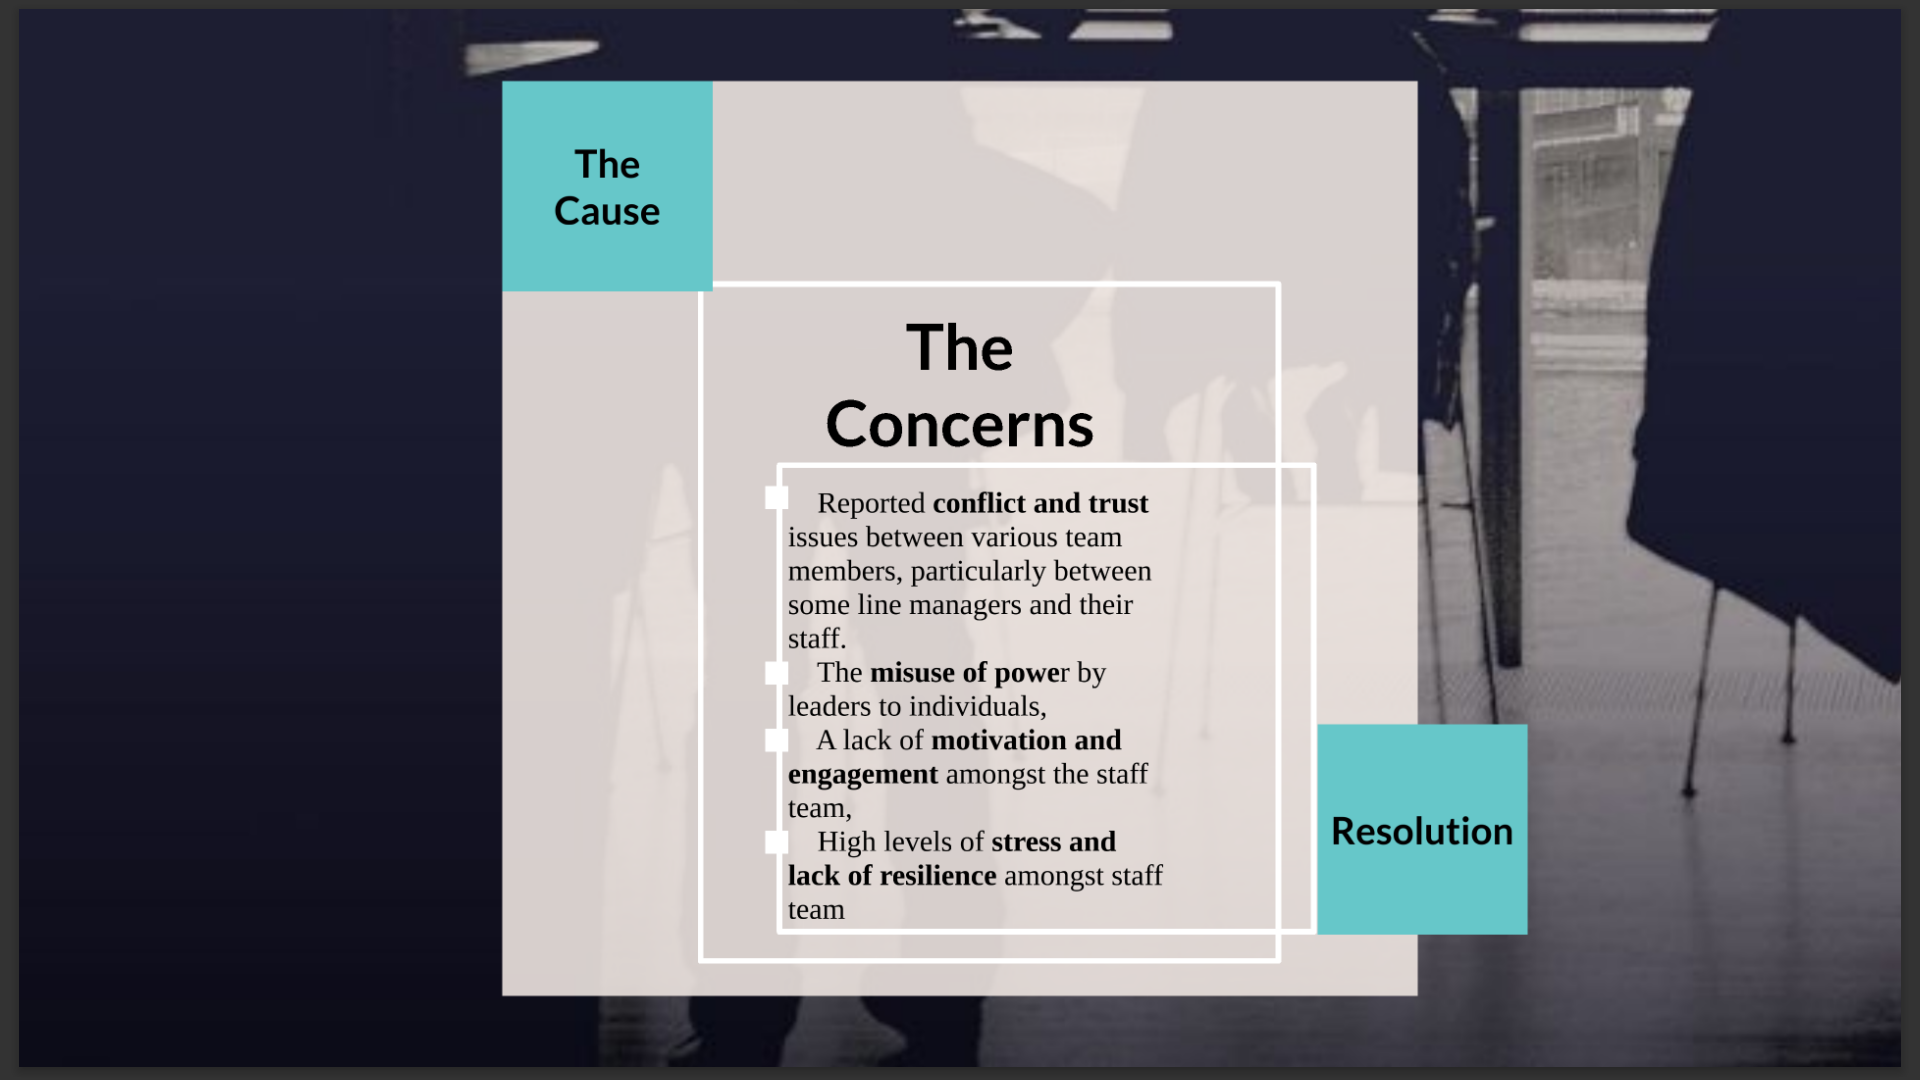 The
Cause
The
Concerns
Reported conflict and trust
issues between various team
members, particularly between
some line managers and their
staff.
The misuse of power by
leaders to individuals,
A lack of motivation and
engagement amongst the staff
team,
High levels of stress and
lack of resilience amongst staff
team
Resolution